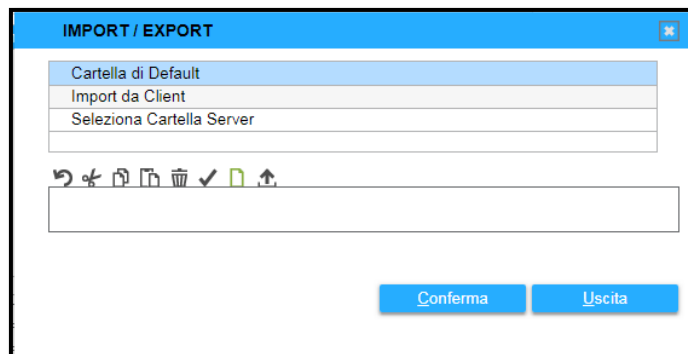 IMPORT / EXPORT
Cartella di Default
Import da Client
Seleziona Cartella Server
Conferma Uscita